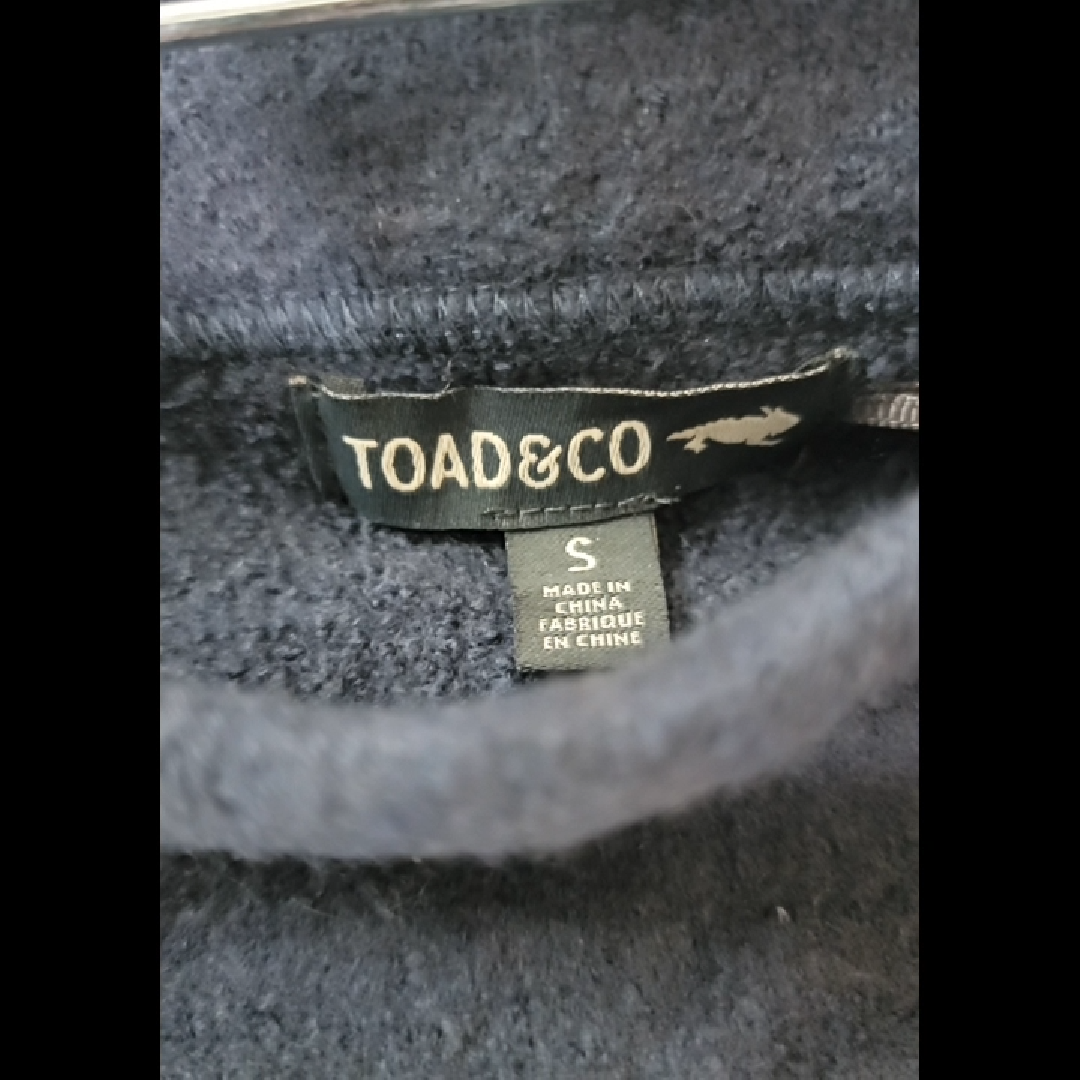 TOAD&CO
S
MADE IN
CHINA
FABRIQUE
EN CHINE